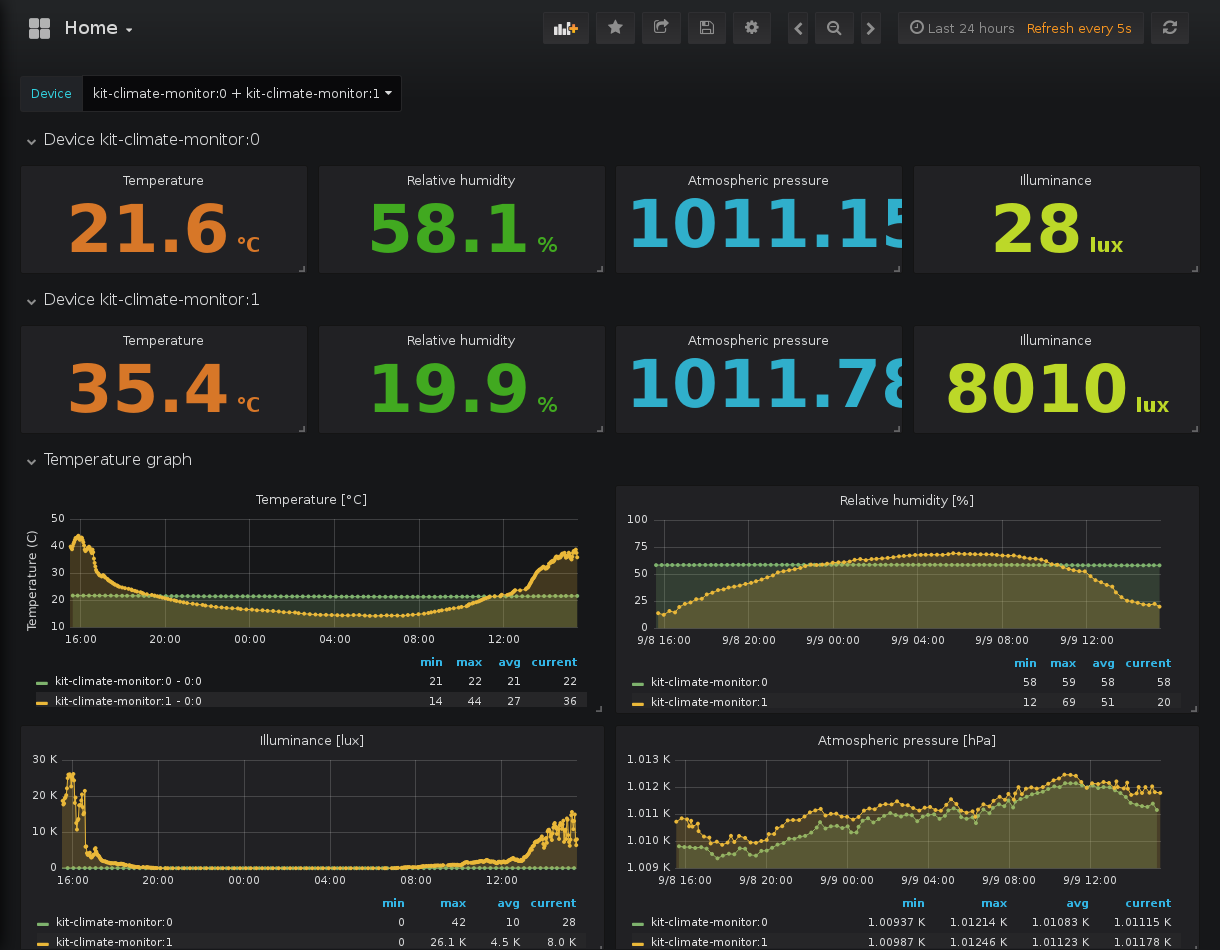 Home
Last 24 hours Refresh every 5s
Device kit-climate-monitor:0 + kit-climate-monitor:1
Device kit-climate-monitor:0
Temperature Relative humidity Atmospheric pressure Illuminance
21.6 °C 58.1 % 1011.15 28 lux
Device kit-climate-monitor:1
Temperature Relative humidity Atmospheric pressure Illuminance
35.4 °C 19.9 % 1011.78 8010 lux
Temperature graph
Temperature [°C]
Temperature (C)
50
40
30
20
10
16:00 20:00 00:00 04:00 08:00 12:00
min max avg current
kit-climate-monitor:0 - 0:0 21 22 21 22
kit-climate-monitor:1 - 0:0 14 44 27 36
Relative humidity [%]
100
75
50
25
0
9/8 16:00 9/8 20:00 9/9 00:00 9/9 04:00 9/9 08:00 9/9 12:00
min max avg current
kit-climate-monitor:0 58 59 58 58
kit-climate-monitor:1 12 69 51 20
Illuminance [lux]
30 K
20 K
10 K
0
16:00 20:00 00:00 04:00 08:00 12:00
min max avg current
kit-climate-monitor:0 0 42 10 28
kit-climate-monitor:1 0 26.1 K 4.5 K 8.0 K
Atmospheric pressure [hPa]
1.013 K
1.012 K
1.011 K
1.010 K
1.009 K
9/8 16:00 9/8 20:00 9/9 00:00 9/9 04:00 9/9 08:00 9/9 12:00
min max avg current
kit-climate-monitor:0 1.00937 K 1.01214 K 1.01083 K 1.01115 K
kit-climate-monitor:1 1.00987 K 1.01246 K 1.01123 K 1.01178 K